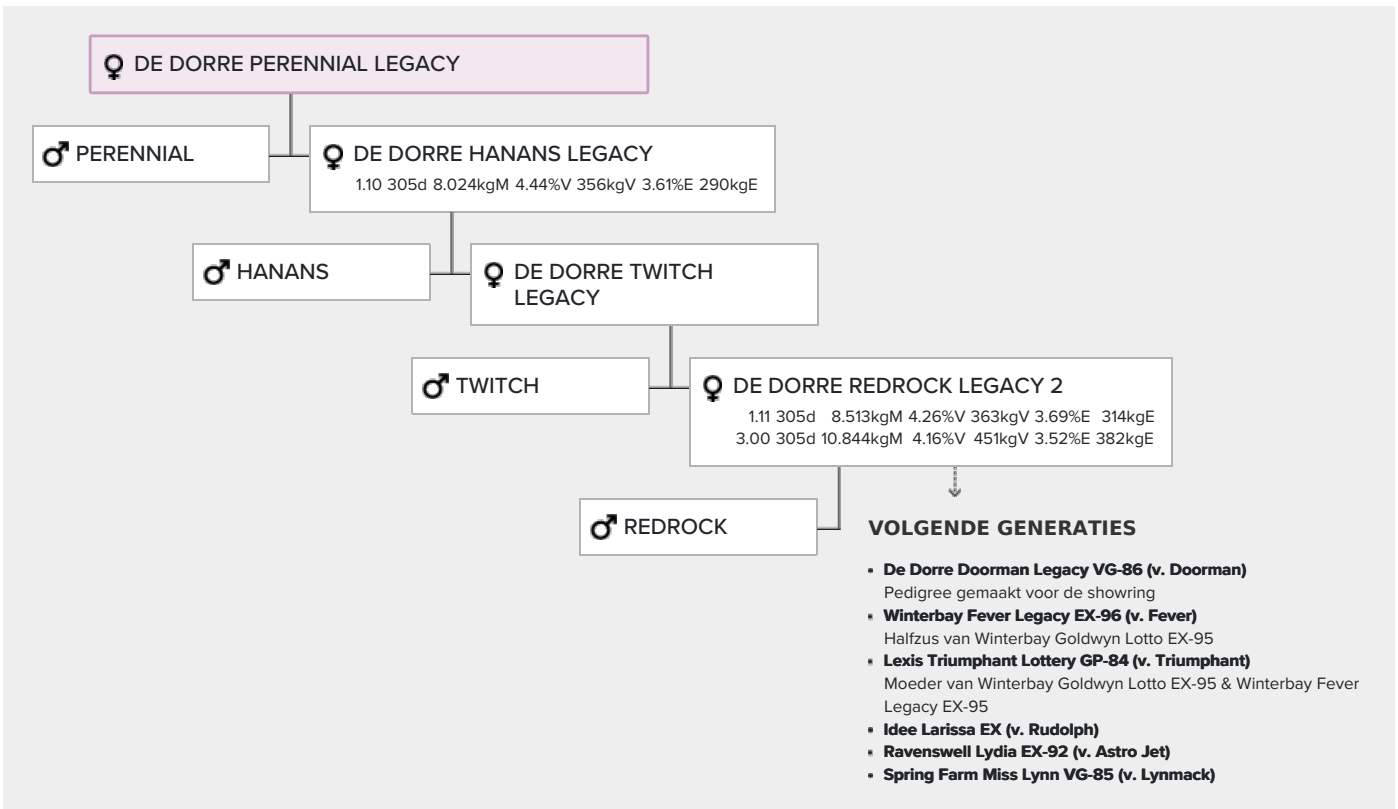 DE DORRE PERENNIAL LEGACY
PERENNIAL
DE DORRE HANANS LEGACY
1.10 305d 8.024kgM 4.44%V 356kgV 3.61%E 290kgE
HANANS
DE DORRE TWITCH
LEGACY
TWITCH
DE DORRE REDROCK LEGACY 2
1.11 305d 8.513kgM 4.26%V 363kgV 3.69%E 314kgE
3.00 305d 10.844kgM 4.16%V 451kgV 3.52%E 382kgE
REDROCK
VOLGENDE GENERATIES
De Dorre Doorman Legacy VG-86 (v. Doorman)
Pedigree gemaakt voor de showring
Winterbay Fever Legacy EX-96 (v. Fever)
Halfzus van Winterbay Goldwyn Lotto EX-95
Lexis Triumphant Lottery GP-84 (v. Triumphant)
Moeder van Winterbay Goldwyn Lotto EX-95 & Winterbay Fever
Legacy EX-95
Idee Larissa EX (v. Rudolph)
Ravenswell Lydia EX-92 (v. Astro Jet)
Spring Farm Miss Lynn VG-85 (v. Lynmack)